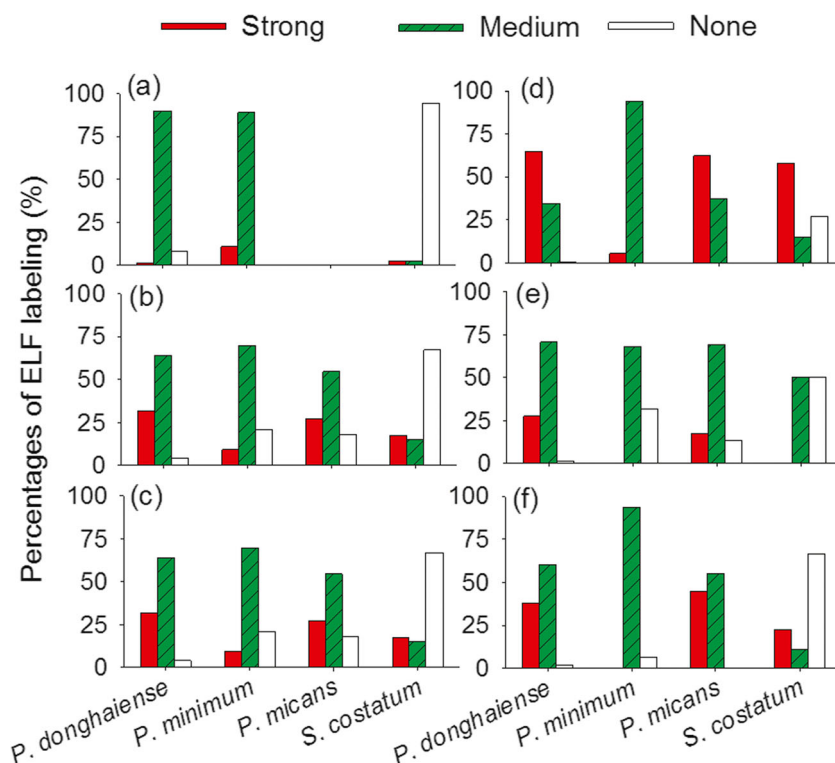 Strong Medium None
Percentages of ELF labeling (%)
(a)
100
75
50
25
0
(d)
100
75
50
25
0
(b)
100
75
50
25
0
(e)
100
75
50
25
0
(c)
100
75
50
25
0
(f)
100
75
50
25
0
P. donghaiense
P. minimum
P. micans
S. costatum
P. donghaiense
P. minimum
P. micans
S. costatum